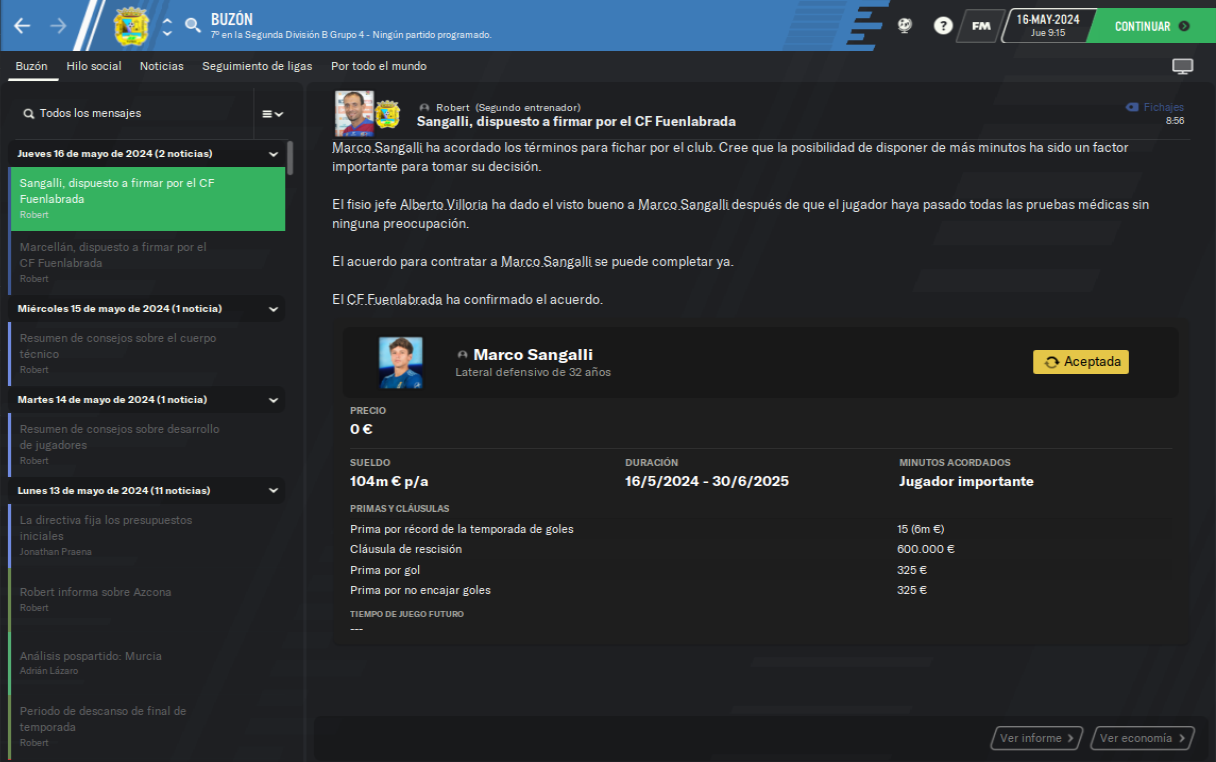 BUZÓN
7º en la Segunda División B Grupo 4 - Ningún partido programado.
?
FM
16-MAY-2024
Jue 9:15
CONTINUAR
Buzón
Hilo social
Noticias
Seguimiento de ligas
Por todo el mundo
Todos los mensajes
Jueves 16 de mayo de 2024 (2 noticias)
Sangalli, dispuesto a firmar por el CF
Fuenlabrada
Robert
Marcellán, dispuesto a firmar por el
CF Fuenlabrada
Robert
Miércoles 15 de mayo de 2024 (1 noticia)
Resumen de consejos sobre el cuerpo
técnico
Robert
Martes 14 de mayo de 2024 (1 noticia)
Resumen de consejos sobre desarrollo
de jugadores
Robert
Lunes 13 de mayo de 2024 (11 noticias)
La directiva fija los presupuestos
iniciales
Jonathan Praena
Robert informa sobre Azcona
Robert
Análisis pospartido: Murcia
Adrián Lázaro
Periodo de descanso de final de
temporada
Robert
Robert (Segundo entrenador)
Sangalli, dispuesto a firmar por el CF Fuenlabrada
Fichajes
8:56
Marco Sangalli ha acordado los términos para fichar por el club. Cree que la posibilidad de disponer de más minutos ha sido un factor
importante para tomar su decisión.
El fisio jefe Alberto Villoria ha dado el visto bueno a Marco Sangalli después de que el jugador haya pasado todas las pruebas médicas sin
ninguna preocupación.
El acuerdo para contratar a Marco Sangalli se puede completar ya.
El CF Fuenlabrada ha confirmado el acuerdo.
Marco Sangalli
Lateral defensivo de 32 años
Aceptada
PRECIO
0 €
SUELDO
DURACIÓN
MINUTOS ACORDADOS
104m € p/a
16/5/2024 - 30/6/2025
Jugador importante
PRIMAS Y CLÁUSULAS
Prima por récord de la temporada de goles
15 (6m €)
Cláusula de rescisión
600.000 €
Prima por gol
325 €
Prima por no encajar goles
325 €
TIEMPO DE JUEGO FUTURO
---
Ver informe
Ver economía